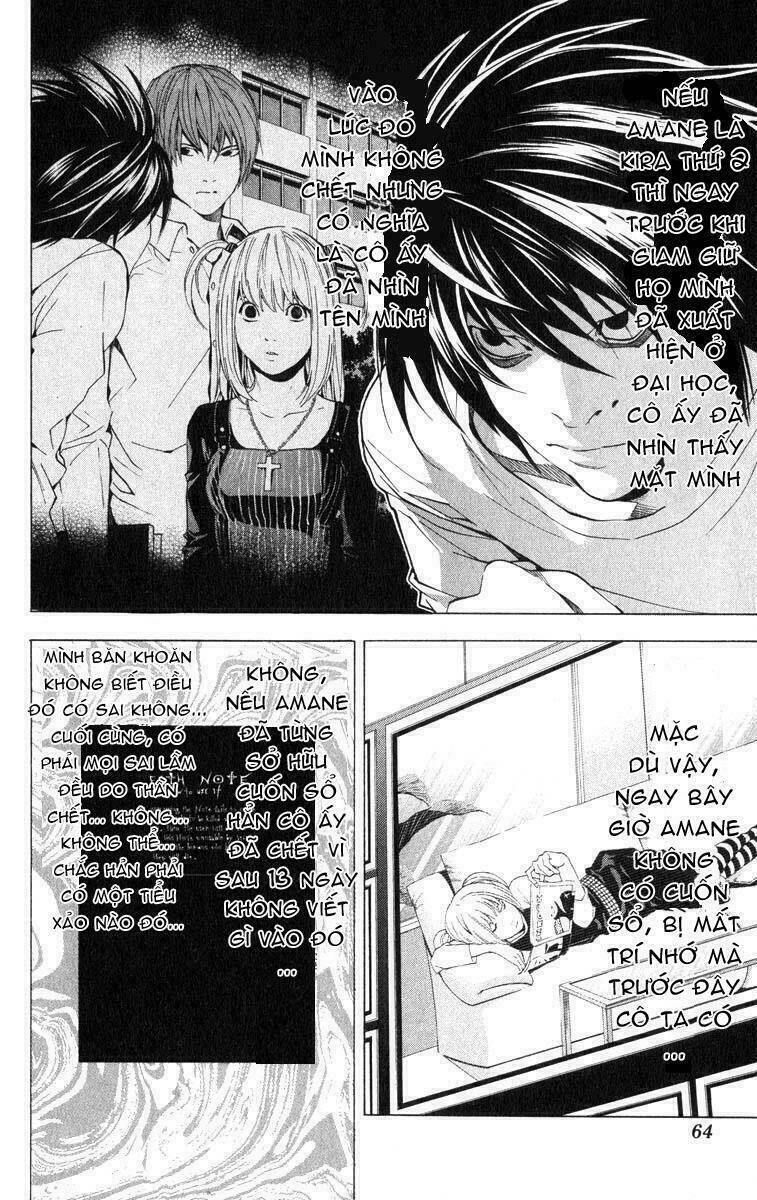 NẾU
AMANE LÀ
KIRA THỨ 2
THÌ NGAY
TRƯỚC KHI
GIAM GIỮ
HỌ MÌNH
ĐÃ XUẤT
HIỆN Ở
ĐẠI HỌC,
CÔ ẤY ĐÃ
NHÌN THẤY
MẶT MÌNH
VÀO
LÚC ĐÓ
MÌNH KHÔNG
CHẾT NHƯNG
CÓ NGHĨA
LÀ CÔ ẤY
ĐÃ NHÌN
TÊN MÌNH
MẶC
DÙ VẬY,
NGAY BÂY
GIỜ AMANE
KHÔNG
CÓ CUỐN
SỔ, BỊ MẤT
TRÍ NHỚ MÀ
TRƯỚC ĐÂY
CÔ TA CÓ
...
KHÔNG,
NẾU AMANE
ĐÃ TỪNG
SỞ HỮU
CUỐN SỔ
HẲN CÔ ẤY
ĐÃ CHẾT VÌ
SAU 13 NGÀY
KHÔNG VIẾT
GÌ VÀO ĐÓ
...
MÌNH BĂN KHOĂN
KHÔNG BIẾT ĐIỀU
ĐÓ CÓ SAI KHÔNG...
CUỐI CÙNG, CÓ
PHẢI MỌI SAI LẦM
ĐỀU DO THẦN
CHẾT... KHÔNG...
KHÔNG THỂ...
CHẮC HẲN PHẢI
CÓ MỘT TIỂU
XẢO NÀO ĐÓ...
NOTE
64